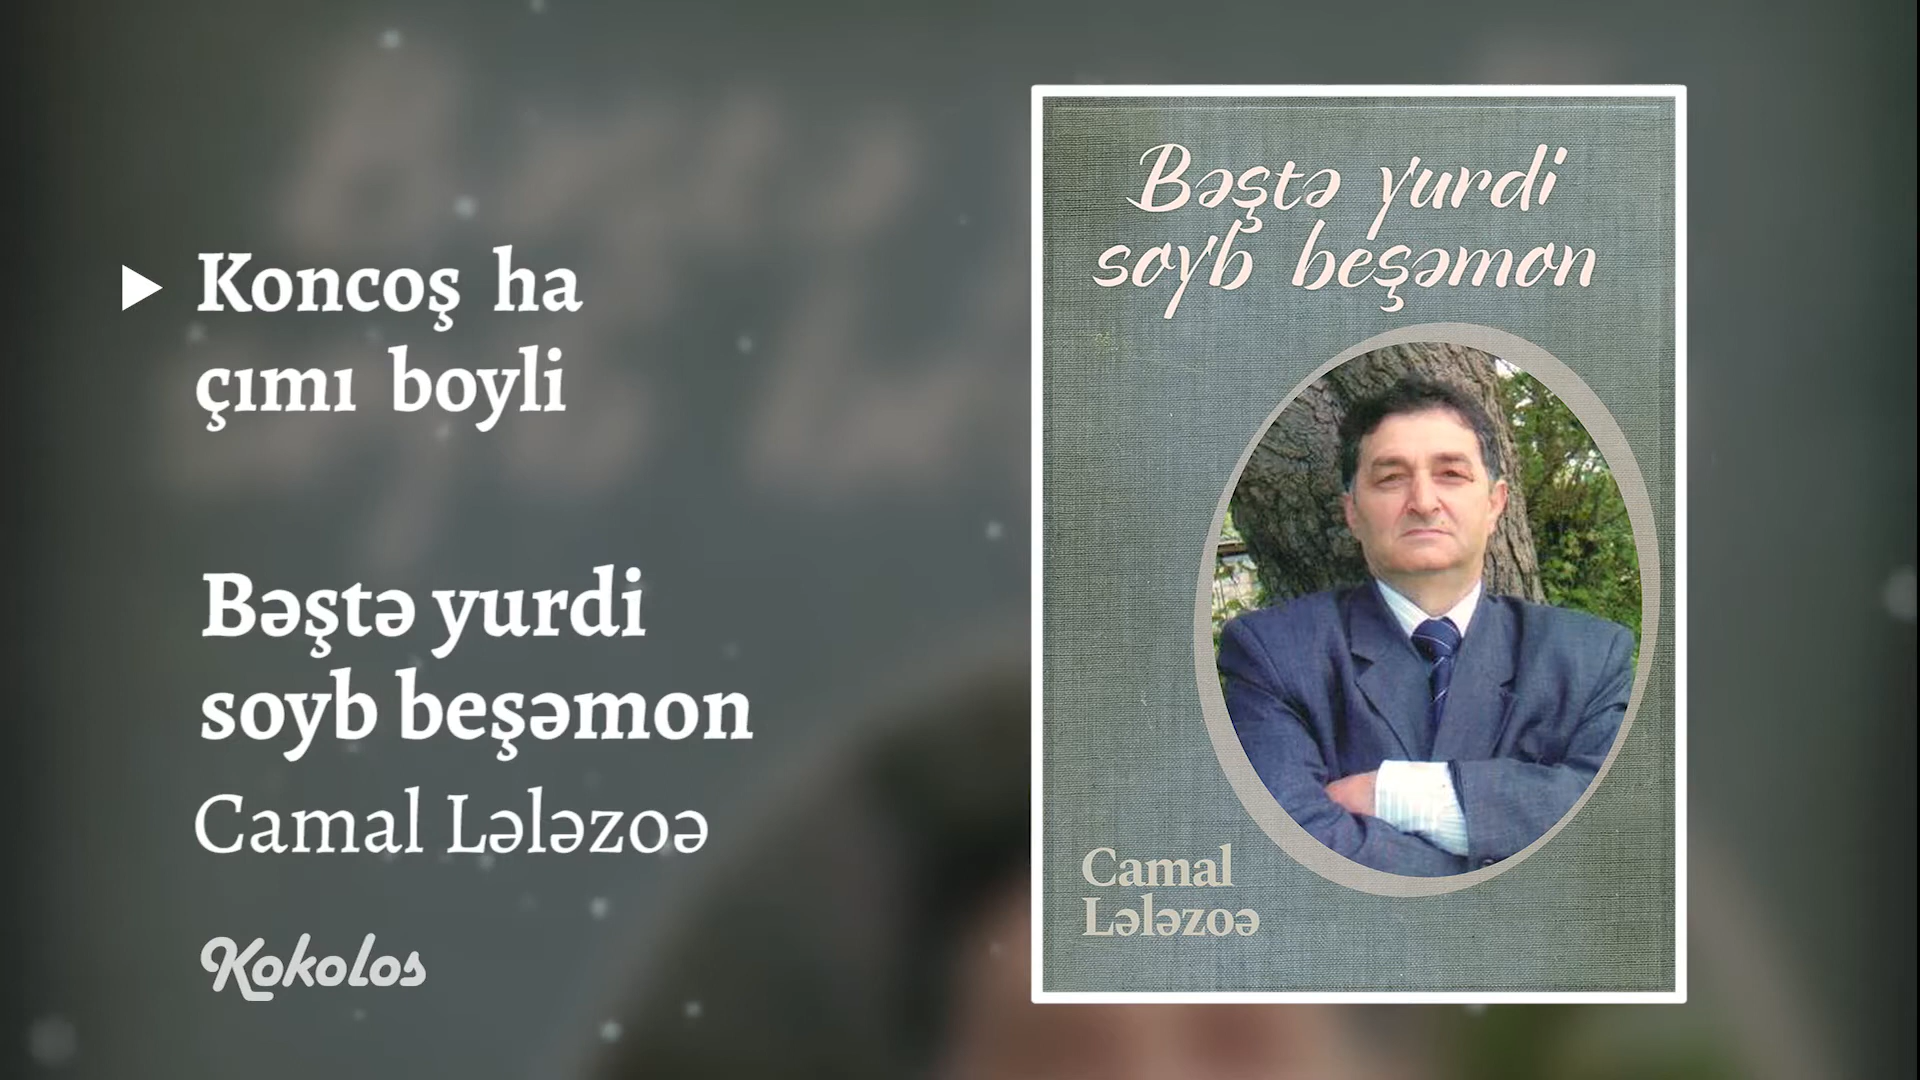 Koncoş ha
çımı boyli
Bəştə yurdi
soyb beşəmon
Camal Lələzoə
Kokolos
Bəştə yurdi
soyb beşəmon
Camal
Lələzoə